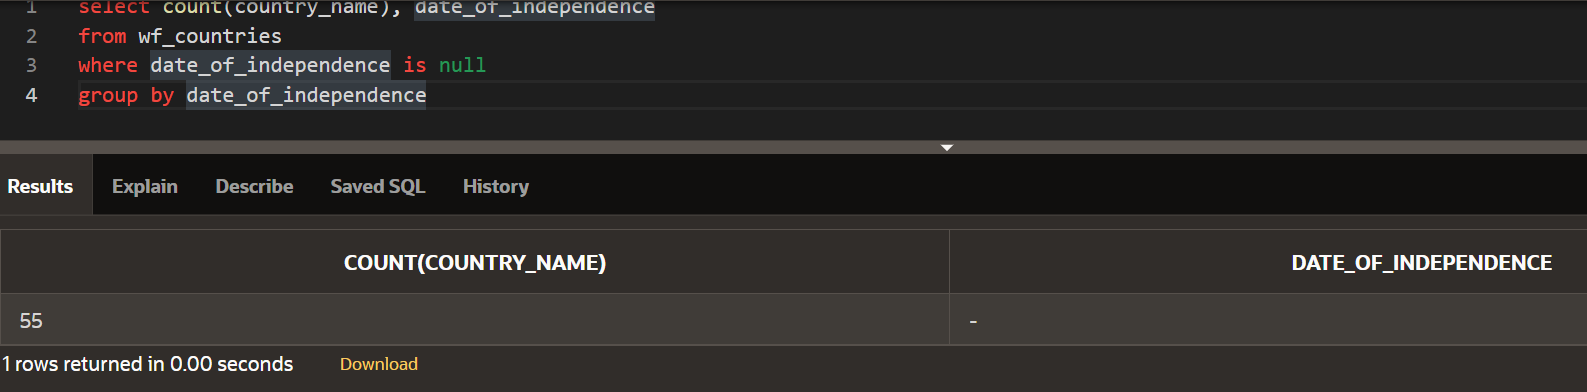 1 select count(country_name), date_of_independence
2 from wf_countries
3 where date_of_independence is null
4 group by date_of_independence
Results Explain Describe Saved SQL History
COUNT(COUNTRY_NAME) DATE_OF_INDEPENDENCE
55 -
1 rows returned in 0.00 seconds Download